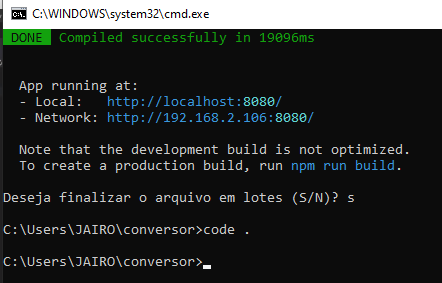 C:\WINDOWS\system32\cmd.exe
DONE Compiled successfully in 19096ms
App running at:
- Local: http://localhost:8080/
- Network: http://192.168.2.106:8080/
Note that the development build is not optimized.
To create a production build, run npm run build.
Deseja finalizar o arquivo em lotes (S/N)? s
C:\Users\JAIRO\conversor>code .
C:\Users\JAIRO\conversor>